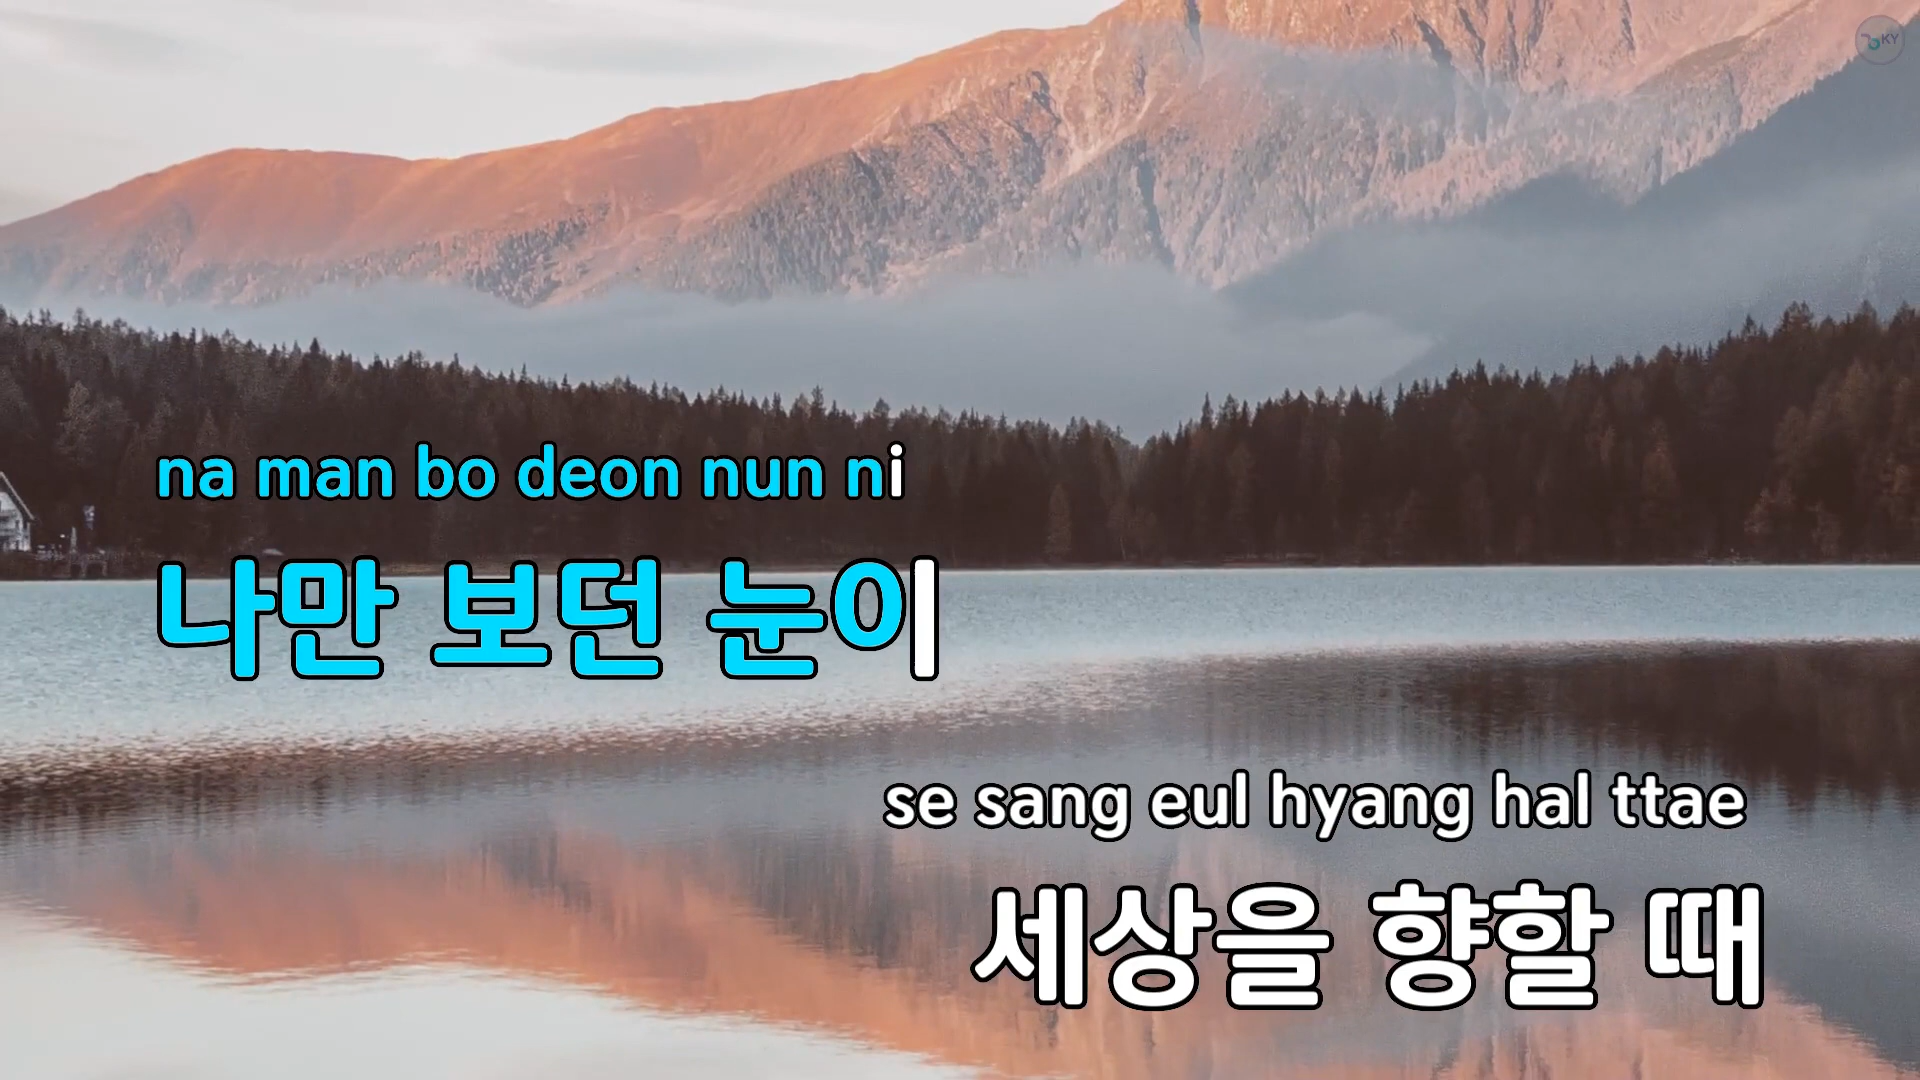 KY
na man bo deon nun ni
나만 보던 눈이
se sang eul hyang hal ttae
세상을 향할 때